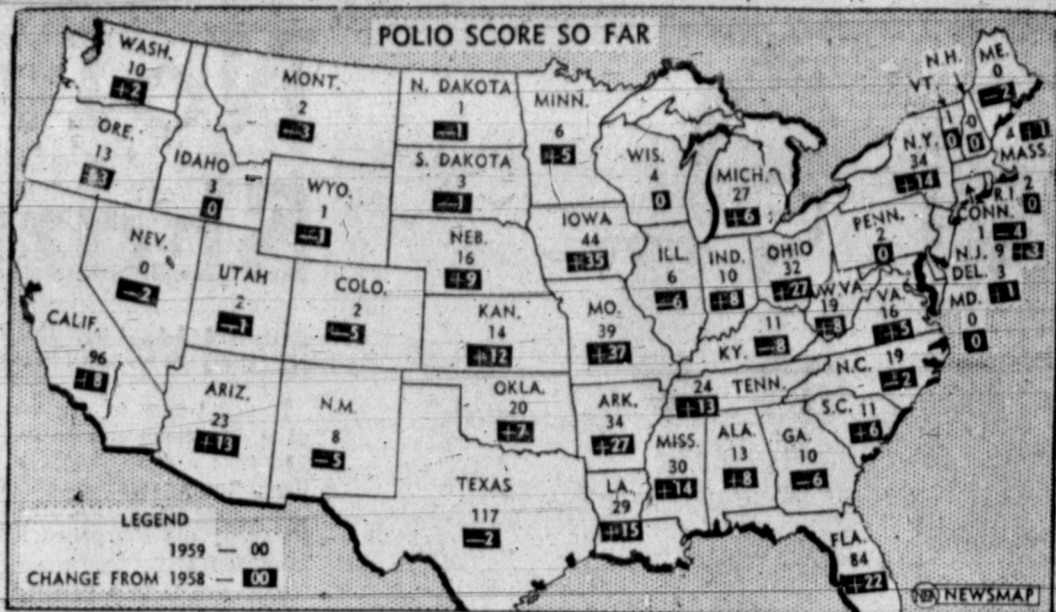 POLIO SCORE SO FAR
WASH.
10
+2
ORE.
13
+3
IDAHO
3
0
MONT.
2
−3
WYO.
1
N. DAKOTA
1
−1
S. DAKOTA
3
−1
NEB.
16
+9
KAN.
14
+12
OKLA.
20
+7
TEXAS
117
−2
NEV.
0
−2
UTAH
2
−1
COLO.
2
−5
CALIF.
96
+8
ARIZ.
23
+13
N.M.
8
−5
MINN.
6
+5
IOWA
44
+35
MO.
39
+37
ARK.
34
+27
LA.
29
+15
WIS.
4
0
ILL.
6
−6
MICH.
27
+6
IND.
10
+8
OHIO
32
+27
KY.
11
−8
24 TENN.
+13
MISS.
30
+14
ALA.
13
+8
GA.
10
−6
FLA.
84
+22
S.C. 11
+6
N.C. 19
W.VA.
19
+8
VA.
16
+5
PENN.
2
0
N.Y.
34
+14
VT.
1
0
N.H.
0
0
ME.
0
−2
4 +1
MASS.
R.I. 2
0
CONN.
1 −4
N.J. 9 +3
DEL. 3
+1
MD.
0
0
LEGEND
1959 — 00
CHANGE FROM 1958 — 00
NEA NEWSMAP